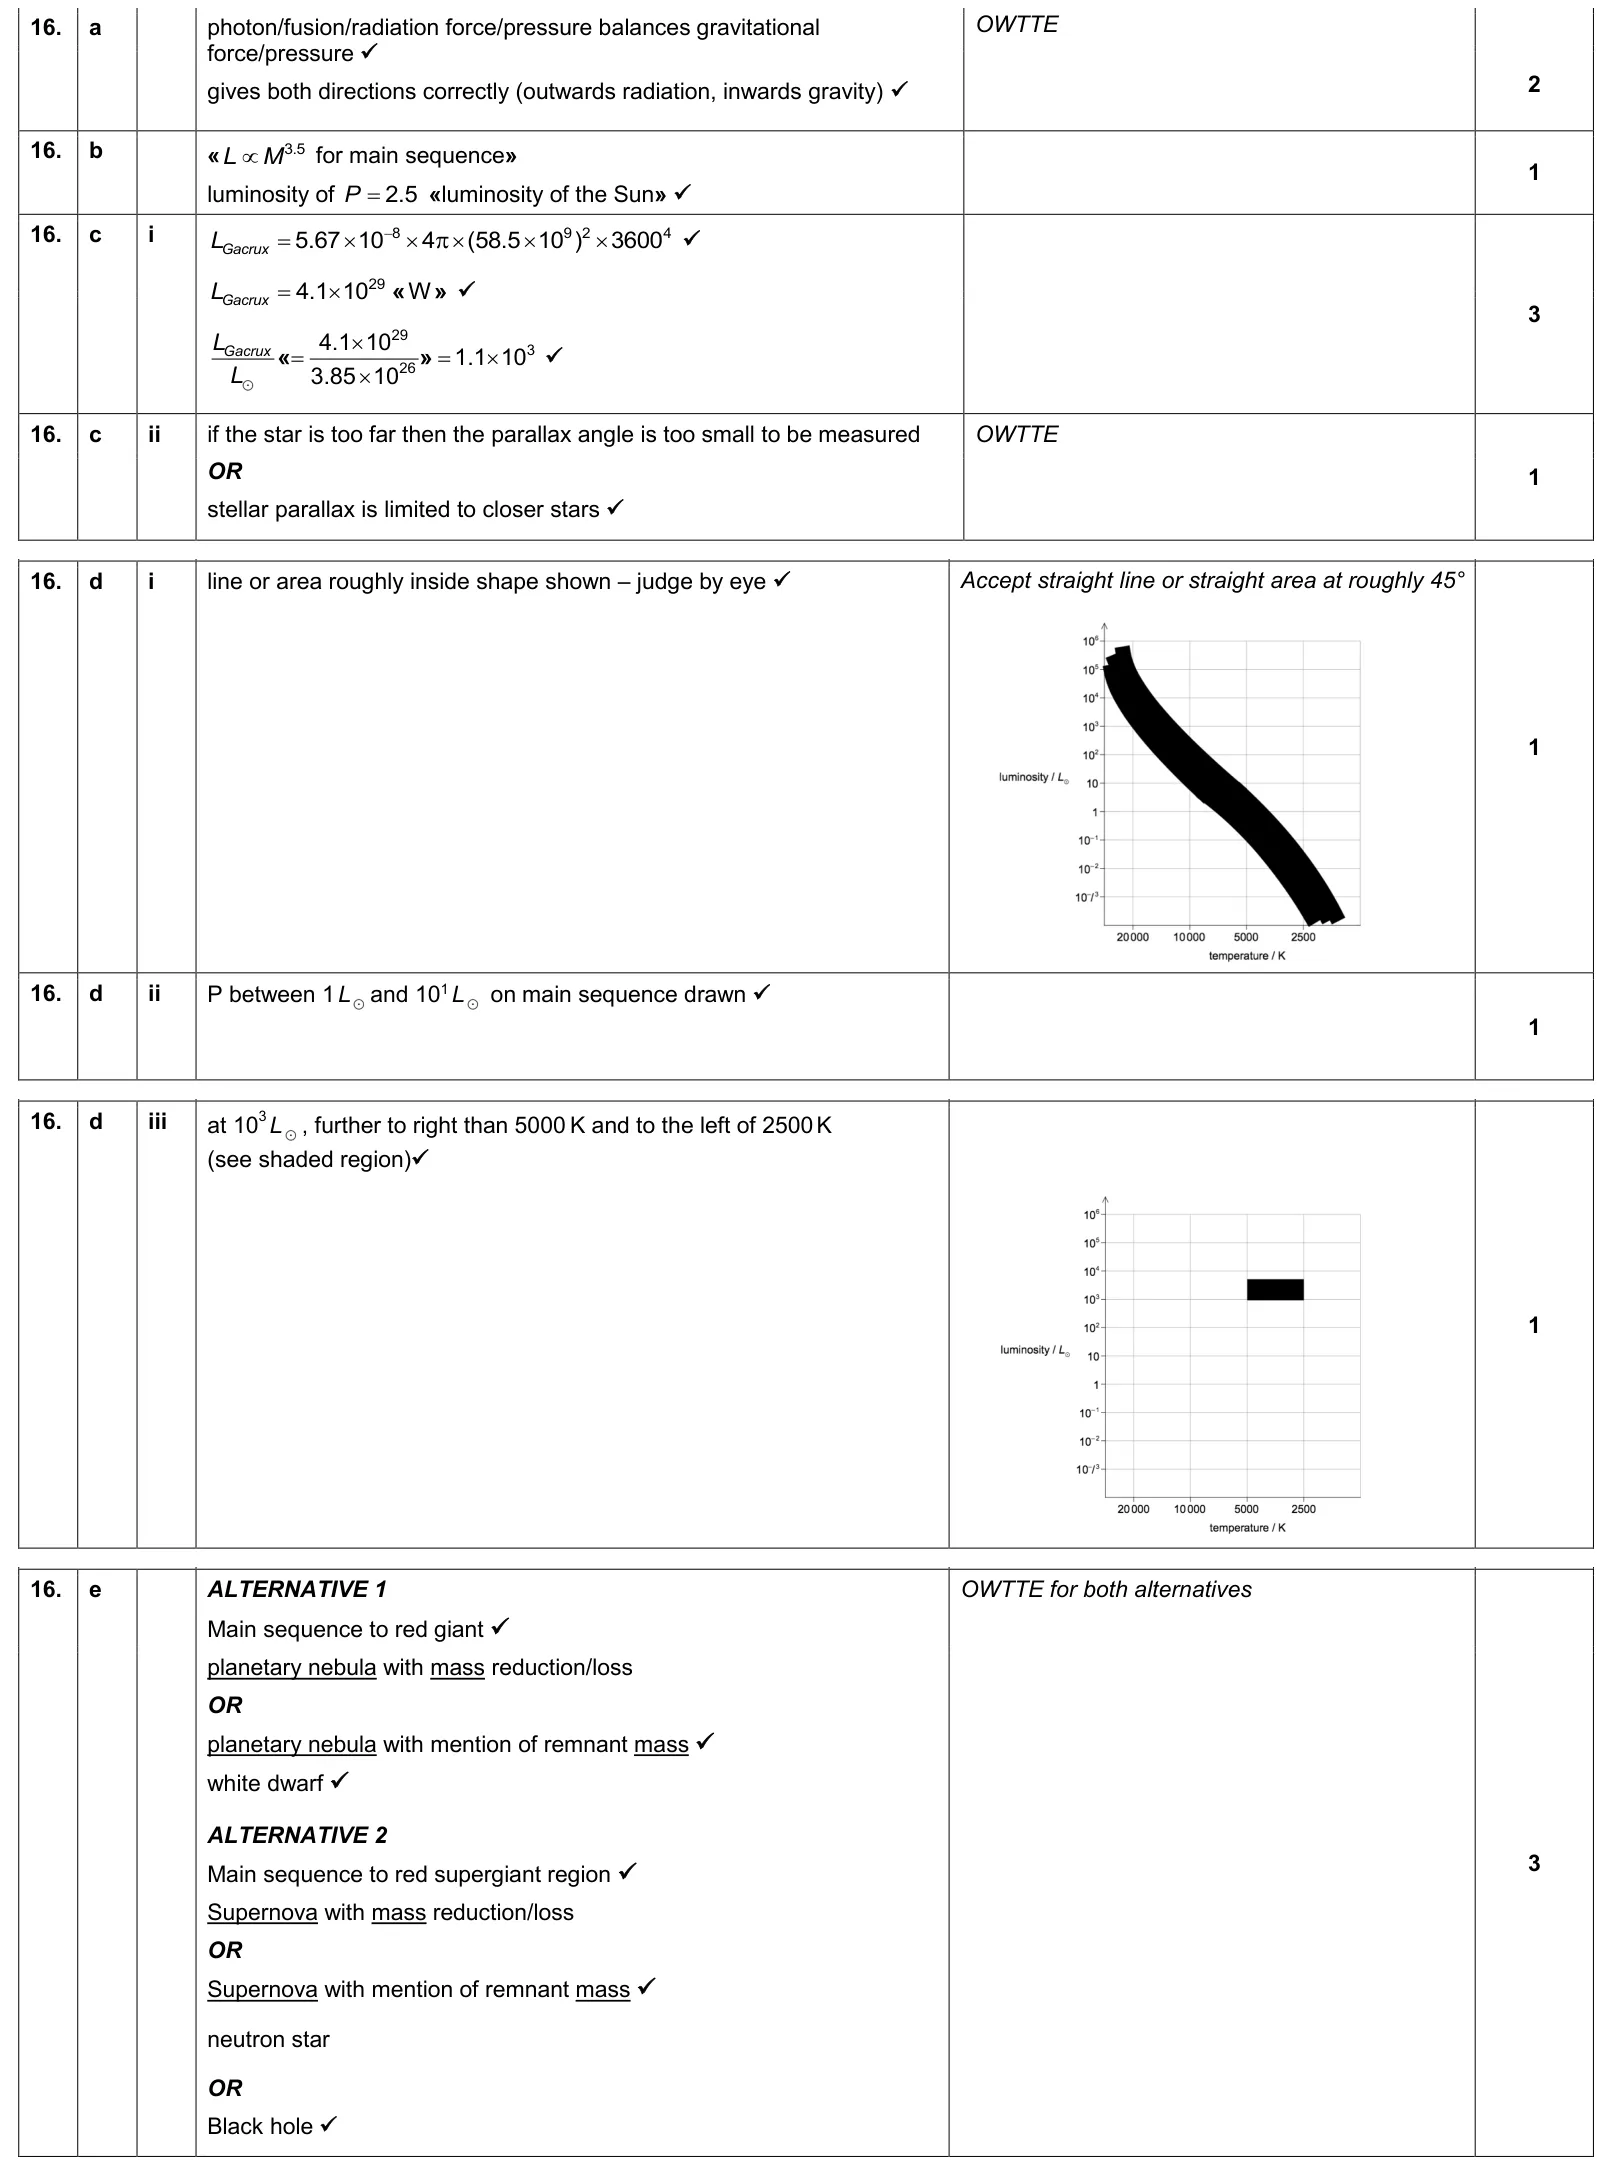 16. a photon/fusion/radiation force/pressure balances gravitational OWTTE
force/pressure ✓
gives both directions correctly (outwards radiation, inwards gravity) ✓ 2
16. b «L ∝ M^3.5 for main sequence»
luminosity of P = 2.5 «luminosity of the Sun» ✓ 1
16. c i L_Gacrux = 5.67×10^−8 ×4π×(58.5×10^9)^2 ×3600^4 ✓
L_Gacrux = 4.1×10^29 «W» ✓
L_Gacrux / L_⊙ «= 4.1×10^29 / 3.85×10^26» = 1.1×10^3 ✓ 3
16. c ii if the star is too far then the parallax angle is too small to be measured OWTTE
OR
stellar parallax is limited to closer stars ✓ 1
16. d i line or area roughly inside shape shown – judge by eye ✓ Accept straight line or straight area at roughly 45°
10^6
10^5
10^4
10^3
10^2
luminosity / L_⊙ 10
1
10^−1
10^−2
10^-/3
20000 10000 5000 2500
temperature / K
1
16. d ii P between 1 L_⊙ and 10^1 L_⊙ on main sequence drawn ✓
1
16. d iii at 10^3 L_⊙, further to right than 5000 K and to the left of 2500 K
(see shaded region)✓
10^6
10^5
10^4
10^3
10^2
luminosity / L_⊙ 10
1
10^−1
10^−2
10^-/3
20000 10000 5000 2500
temperature / K
1
16. e ALTERNATIVE 1 OWTTE for both alternatives
Main sequence to red giant ✓
planetary nebula with mass reduction/loss
OR
planetary nebula with mention of remnant mass ✓
white dwarf ✓
ALTERNATIVE 2
Main sequence to red supergiant region ✓
Supernova with mass reduction/loss
OR
Supernova with mention of remnant mass ✓
neutron star
OR
Black hole ✓
3